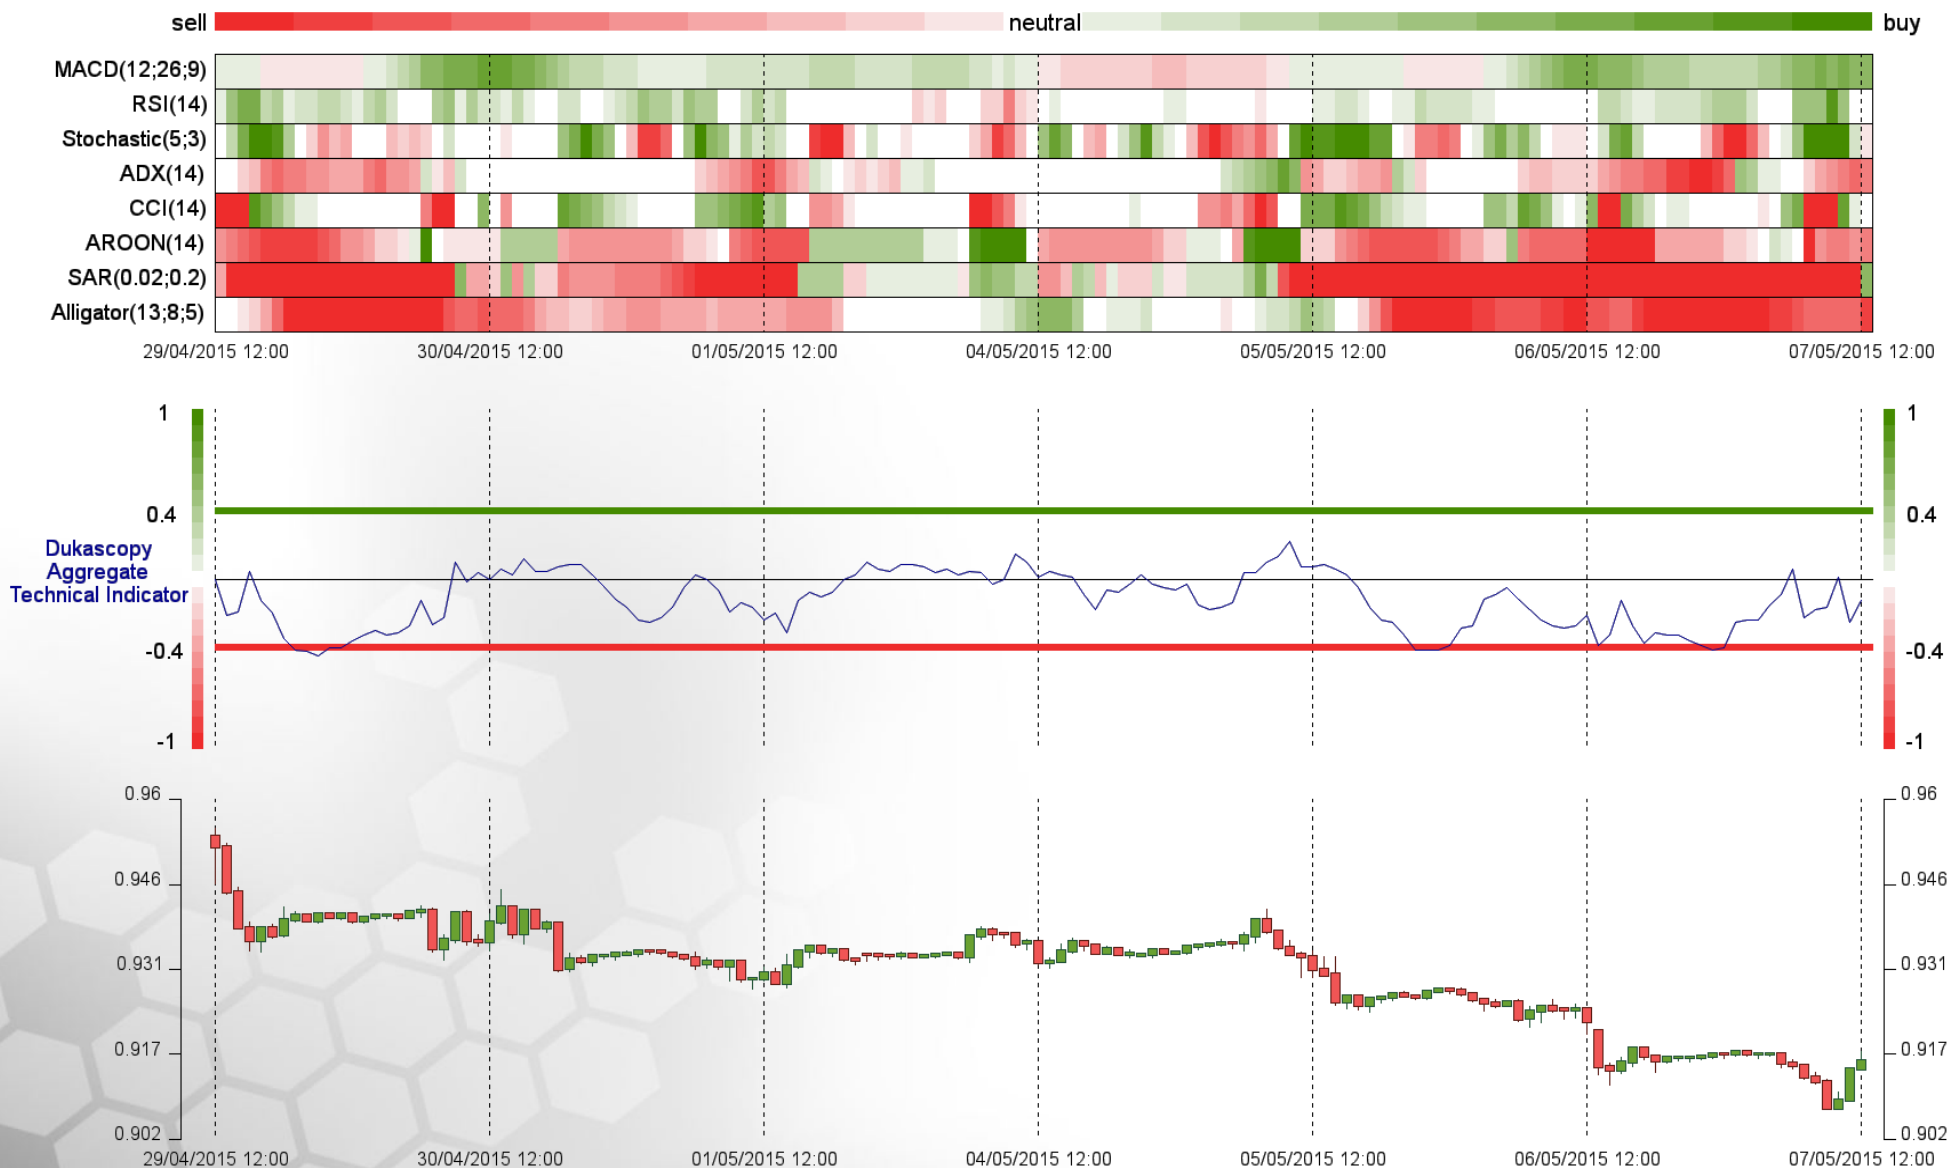 sell neutral buy
MACD(12;26;9)
RSI(14)
Stochastic(5;3)
ADX(14)
CCI(14)
AROON(14)
SAR(0.02;0.2)
Alligator(13;8;5)
29/04/2015 12:00 30/04/2015 12:00 01/05/2015 12:00 04/05/2015 12:00 05/05/2015 12:00 06/05/2015 12:00 07/05/2015 12:00
1 1
0.4 0.4
Dukascopy
Aggregate
Technical Indicator
-0.4 -0.4
-1 -1
0.96 0.96
0.946 0.946
0.931 0.931
0.917 0.917
0.902 0.902
29/04/2015 12:00 30/04/2015 12:00 01/05/2015 12:00 04/05/2015 12:00 05/05/2015 12:00 06/05/2015 12:00 07/05/2015 12:00